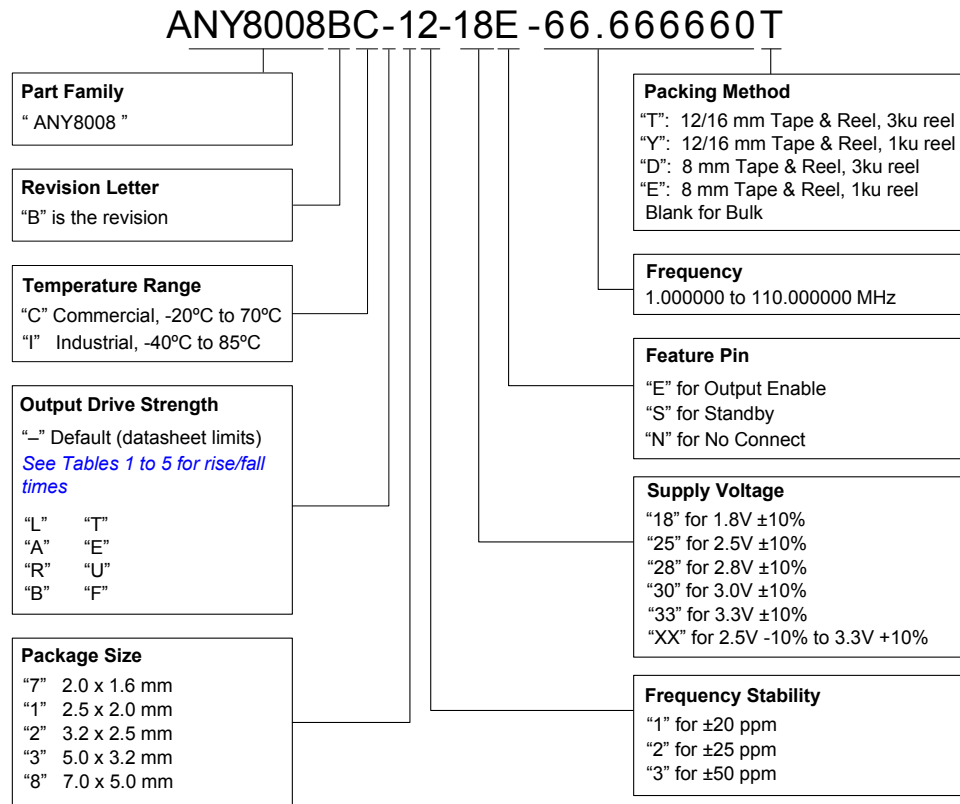 ANY8008BC-12-18E -66.666660T
Part Family
“ ANY8008 ”
Revision Letter
“B” is the revision
Temperature Range
“C” Commercial, -20ºC to 70ºC
“I” Industrial, -40ºC to 85ºC
Output Drive Strength
“–” Default (datasheet limits)
See Tables 1 to 5 for rise/fall
times
“L” “T”
“A” “E”
“R” “U”
“B” “F”
Package Size
“7” 2.0 x 1.6 mm
“1” 2.5 x 2.0 mm
“2” 3.2 x 2.5 mm
“3” 5.0 x 3.2 mm
“8” 7.0 x 5.0 mm
Packing Method
“T”: 12/16 mm Tape & Reel, 3ku reel
“Y”: 12/16 mm Tape & Reel, 1ku reel
“D”: 8 mm Tape & Reel, 3ku reel
“E”: 8 mm Tape & Reel, 1ku reel
Blank for Bulk
Frequency
1.000000 to 110.000000 MHz
Feature Pin
“E” for Output Enable
“S” for Standby
“N” for No Connect
Supply Voltage
“18” for 1.8V ±10%
“25” for 2.5V ±10%
“28” for 2.8V ±10%
“30” for 3.0V ±10%
“33” for 3.3V ±10%
“XX” for 2.5V -10% to 3.3V +10%
Frequency Stability
“1” for ±20 ppm
“2” for ±25 ppm
“3” for ±50 ppm